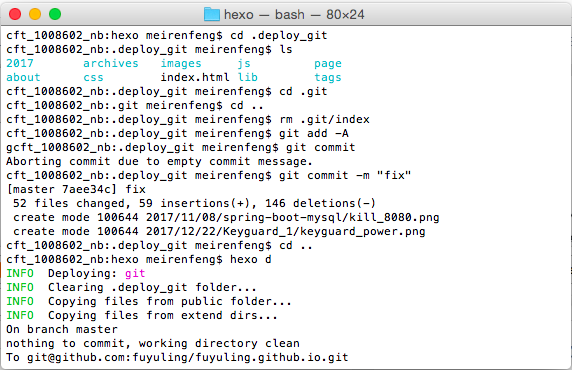 hexo — bash — 80×24
cft_1008602_nb:hexo meirenfeng$ cd .deploy_git
cft_1008602_nb:.deploy_git meirenfeng$ ls
2017 archives images js page
about css index.html lib tags
cft_1008602_nb:.deploy_git meirenfeng$ cd .git
cft_1008602_nb:.git meirenfeng$ cd ..
cft_1008602_nb:.deploy_git meirenfeng$ rm .git/index
cft_1008602_nb:.deploy_git meirenfeng$ git add -A
gcft_1008602_nb:.deploy_git meirenfeng$ git commit
Aborting commit due to empty commit message.
cft_1008602_nb:.deploy_git meirenfeng$ git commit -m "fix"
[master 7aee34c] fix
52 files changed, 59 insertions(+), 146 deletions(-)
create mode 100644 2017/11/08/spring-boot-mysql/kill_8080.png
create mode 100644 2017/12/22/Keyguard_1/keyguard_power.png
cft_1008602_nb:.deploy_git meirenfeng$ cd ..
cft_1008602_nb:hexo meirenfeng$ hexo d
INFO Deploying: git
INFO Clearing .deploy_git folder...
INFO Copying files from public folder...
INFO Copying files from extend dirs...
On branch master
nothing to commit, working directory clean
To git@github.com:fuyuling/fuyuling.github.io.git